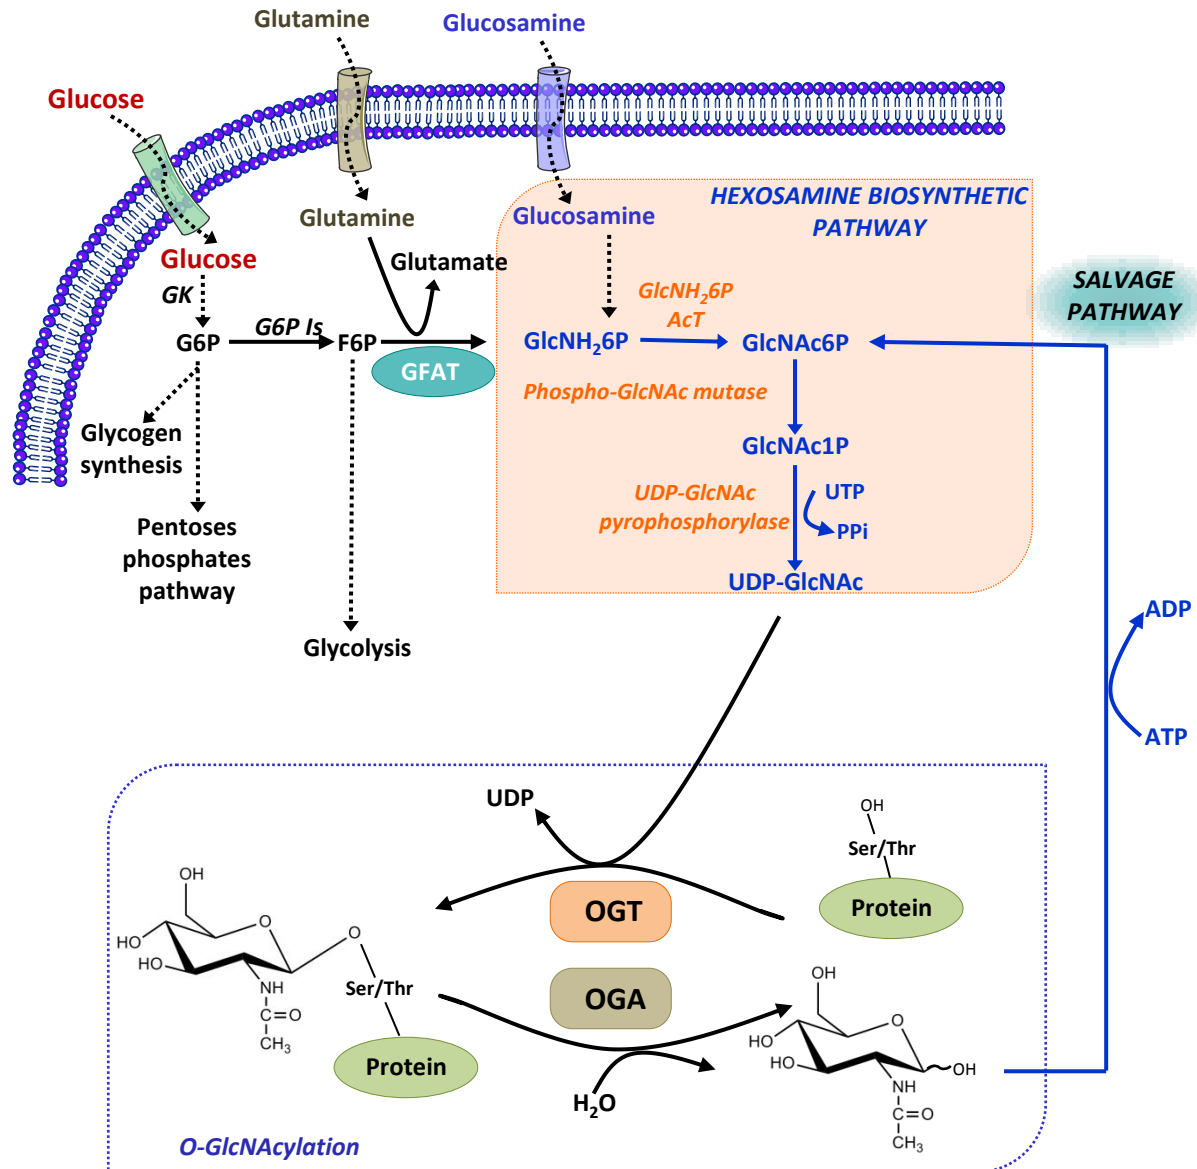 Glutamine
Glucosamine
Glucose
HEXOSAMINE BIOSYNTHETIC
PATHWAY
Glutamine
Glucosamine
Glucose
Glutamate
SALVAGE
PATHWAY
GK
GlcNH₂6P
AcT
G6P Is
G6P
F6P
GlcNH₂6P
GlcNAc6P
GFAT
Phospho-GlcNAc mutase
Glycogen
synthesis
GlcNAc1P
UDP-GlcNAc
pyrophosphorylase
UTP
PPi
Pentoses
phosphates
pathway
UDP-GlcNAc
ADP
Glycolysis
ATP
UDP
OH
Ser/Thr
Protein
OGT
OH
O
HO
HO
O
NH
C=O
CH₃
Ser/Thr
Protein
OGA
H₂O
OH
O
HO
HO
OH
NH
C=O
CH₃
O-GlcNAcylation